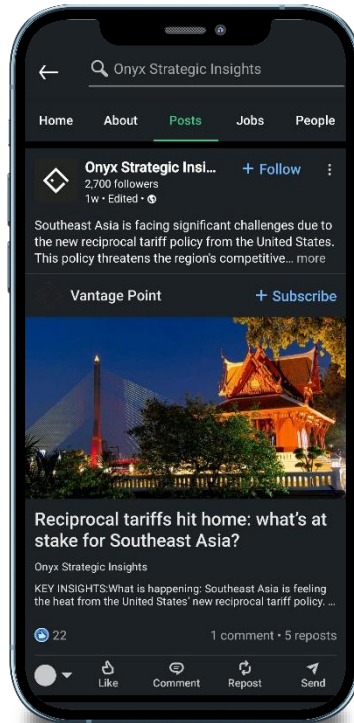 Onyx Strategic Insights
Home About Posts Jobs People
Onyx Strategic Insi...
+ Follow
2,700 followers
1w • Edited •
Southeast Asia is facing significant challenges due to
the new reciprocal tariff policy from the United States.
This policy threatens the region's competitive... more
Vantage Point
+ Subscribe
Reciprocal tariffs hit home: what's at
stake for Southeast Asia?
Onyx Strategic Insights
KEY INSIGHTS:What is happening: Southeast Asia is feeling
the heat from the United States' new reciprocal tariff policy. ...
22
1 comment • 5 reposts
Like Comment Repost Send